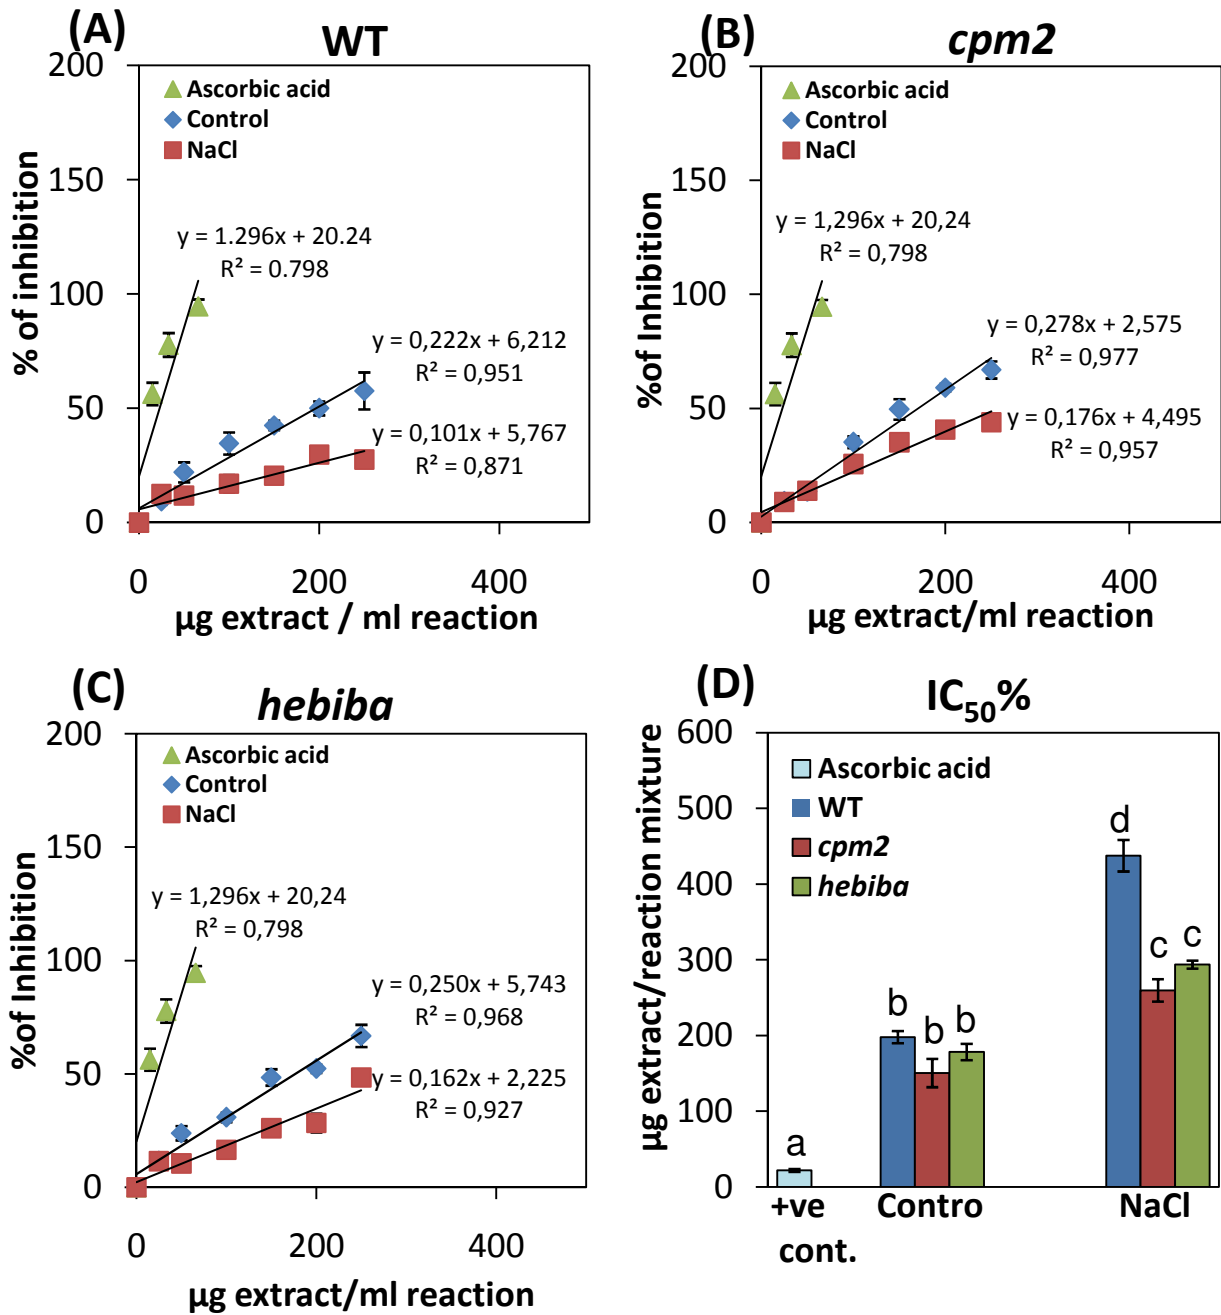 (A)
WT
200
150
100
50
0
% of inhibition
Ascorbic acid
Control
NaCl
y = 1.296x + 20.24
R² = 0.798
y = 0,222x + 6,212
R² = 0,951
y = 0,101x + 5,767
R² = 0,871
0 200 400
µg extract / ml reaction
(B)
cpm2
200
150
100
50
0
%of Inhibition
Ascorbic acid
Control
NaCl
y = 1,296x + 20,24
R² = 0,798
y = 0,278x + 2,575
R² = 0,977
y = 0,176x + 4,495
R² = 0,957
0 200 400
µg extract/ml reaction
(C)
hebiba
200
150
100
50
0
%of Inhibition
Ascorbic acid
Control
NaCl
y = 1,296x + 20,24
R² = 0,798
y = 0,250x + 5,743
R² = 0,968
y = 0,162x + 2,225
R² = 0,927
0 200 400
µg extract/ml reaction
(D)
IC₅₀%
600
500
400
300
200
100
0
µg extract/reaction mixture
Ascorbic acid
WT
cpm2
hebiba
a
b
b
b
d
c
c
+ve
cont.
Contro
NaCl